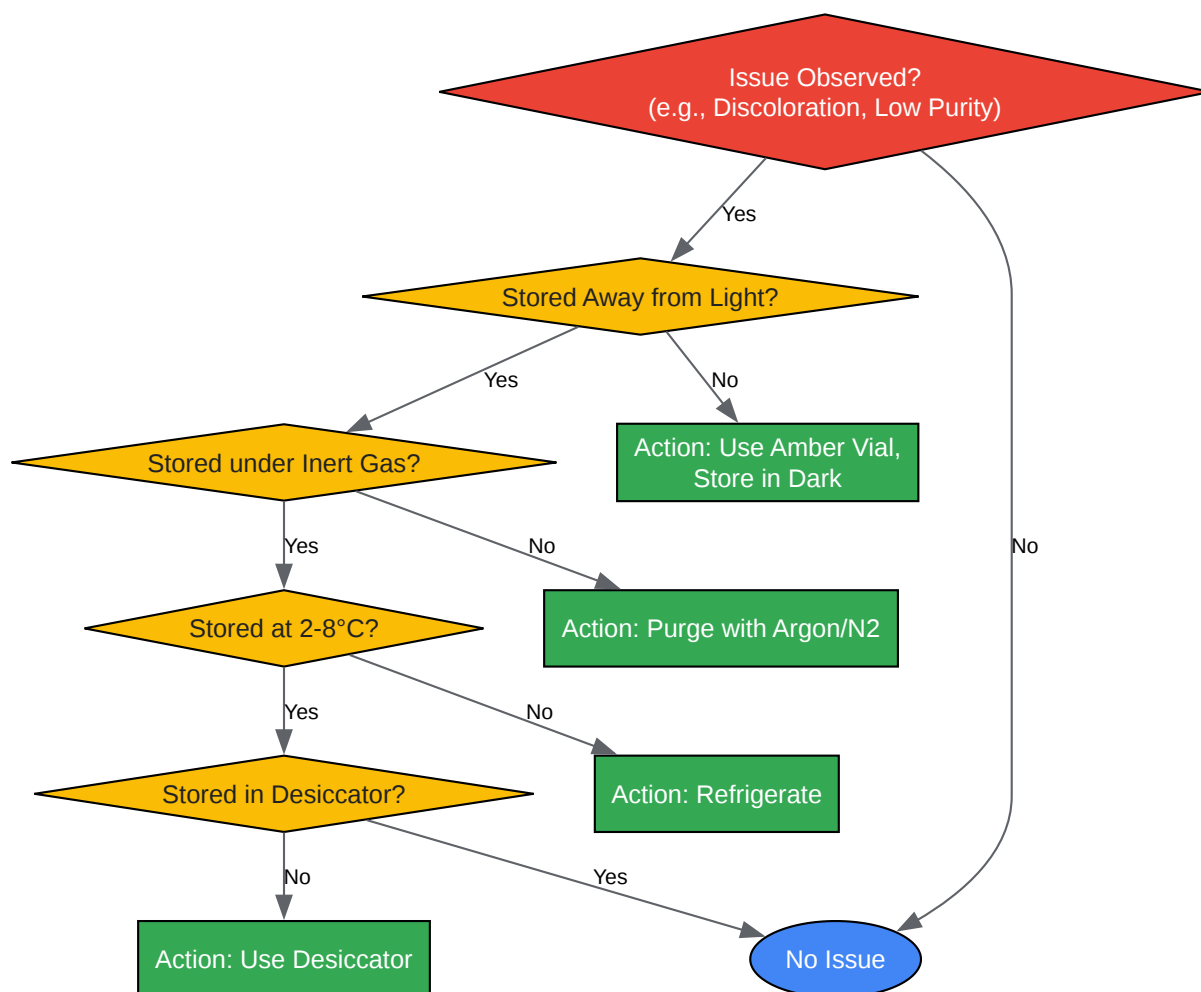 Issue Observed?
(e.g., Discoloration, Low Purity)
Yes
Stored Away from Light?
Yes
No
Action: Use Amber Vial,
Store in Dark
Stored under Inert Gas?
Yes
No
No
Action: Purge with Argon/N2
Stored at 2-8°C?
Yes
No
Action: Refrigerate
Stored in Desiccator?
No
Yes
Action: Use Desiccator
No Issue